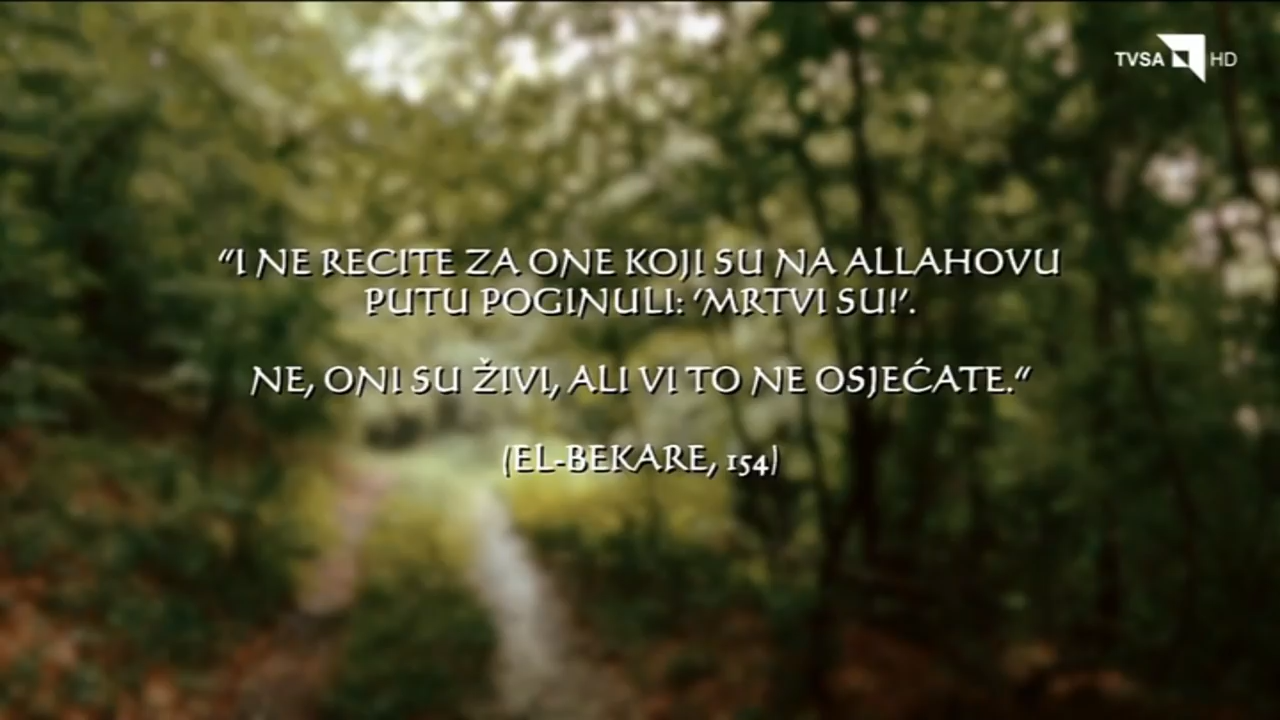 TVSA HD
“I NE RECITE ZA ONE KOJI SU NA ALLAHOVU
PUTU POGINULI: ‘MRTVI SU!’.
NE, ONI SU ŽIVI, ALI VI TO NE OSJEĆATE.“
(EL-BEKARE, 154)